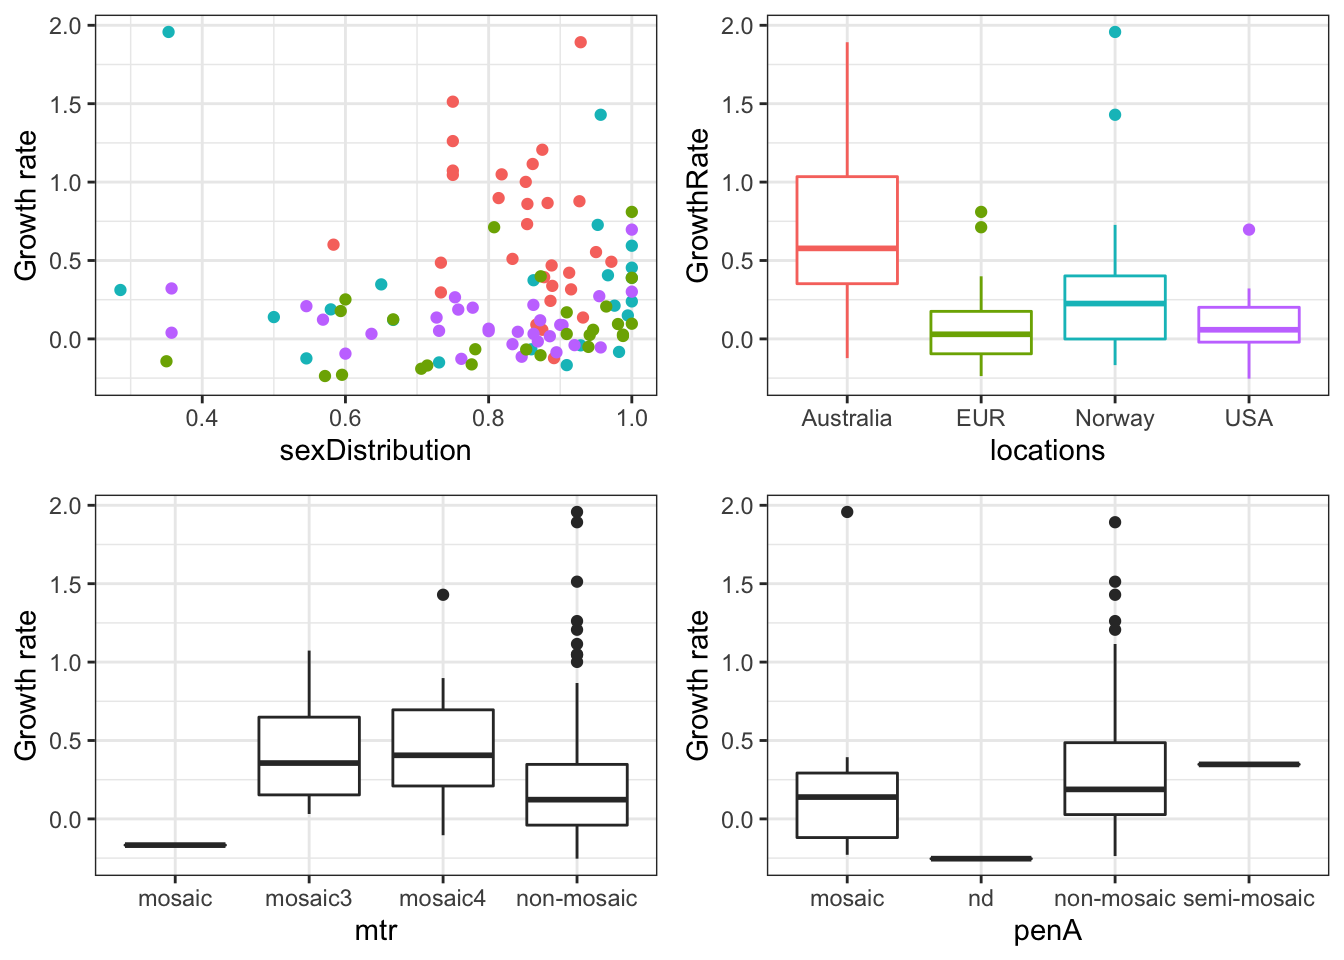 2.0
1.5
1.0
0.5
0.0
Growth rate
0.4 0.6 0.8 1.0
sexDistribution
2.0
1.5
1.0
0.5
0.0
GrowthRate
Australia EUR Norway USA
locations
2.0
1.5
1.0
0.5
0.0
Growth rate
mosaic mosaic3 mosaic4 non-mosaic
mtr
2.0
1.5
1.0
0.5
0.0
Growth rate
mosaic nd non-mosaic semi-mosaic
penA